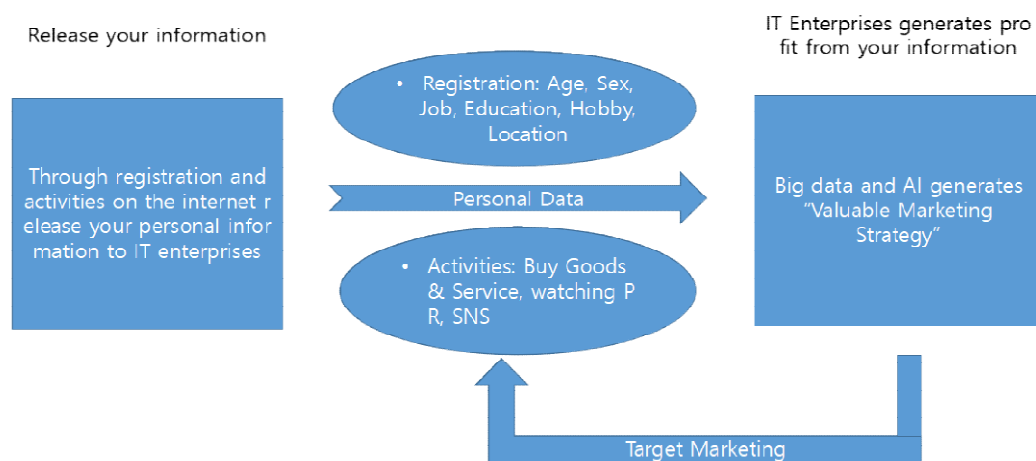 Release your information
IT Enterprises generates pro
fit from your information
Through registration and
activities on the internet r
elease your personal infor
mation to IT enterprises
• Registration: Age, Sex,
Job, Education, Hobby,
Location
Personal Data
• Activities: Buy Goods
& Service, watching P
R, SNS
Big data and AI generates
"Valuable Marketing
Strategy"
Target Marketing